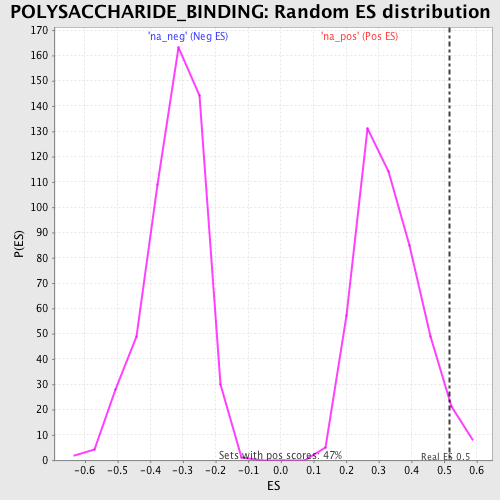 POLYSACCHARIDE_BINDING: Random ES distribution
'na_neg' (Neg ES)
'na_pos' (Pos ES)
170
160
150
140
130
120
110
100
90
80
70
60
50
40
30
20
10
0
P(ES)
Sets with pos scores: 47%
Real ES 0.5
-0.6 -0.5 -0.4 -0.3 -0.2 -0.1 0.0 0.1 0.2 0.3 0.4 0.5 0.6
ES